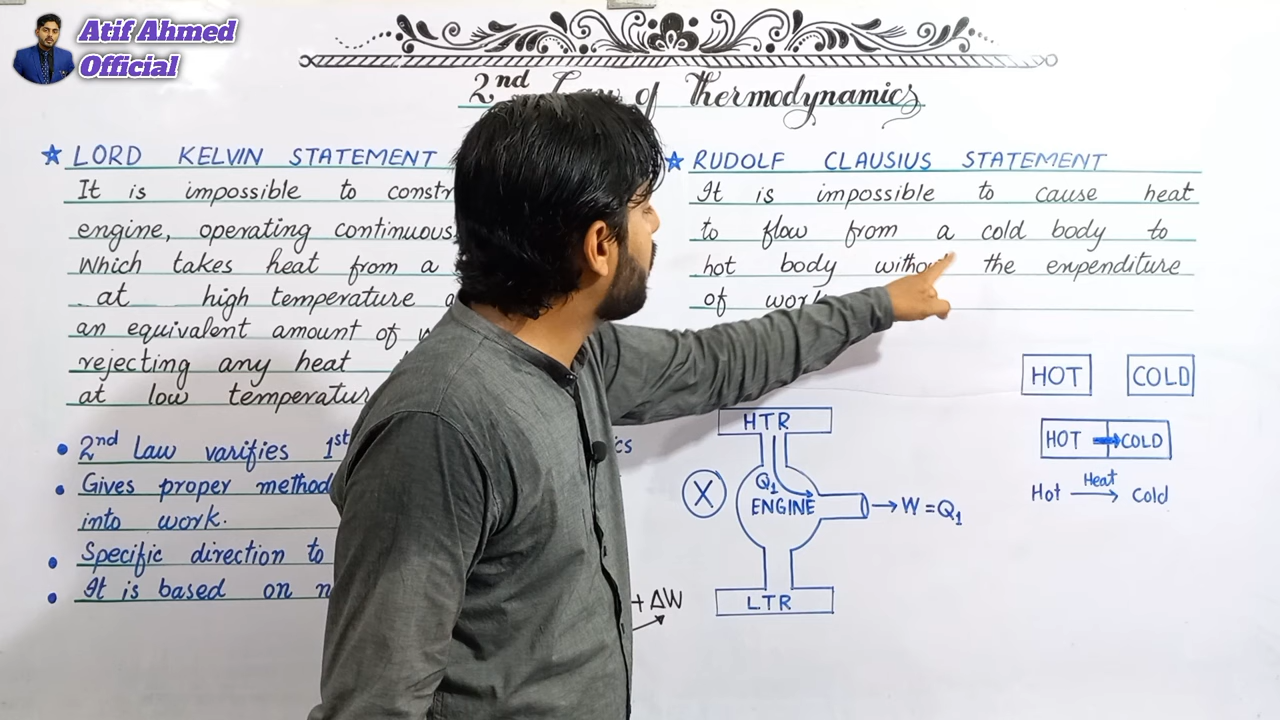 Atif Ahmed
Official
2nd Law of Thermodynamics
LORD KELVIN STATEMENT
It is impossible to
engine, operating
Which takes heat from a
at high temperature
an equivalent amount of
rejecting any heat
at low
2nd Law varifies 1st
Gives proper method
into work.
Specific direction to
It is based on
+ ΔW
RUDOLF CLAUSIUS STATEMENT
It is impossible to cause heat
to flow from a cold body to
hot body without the expenditure
of work
HTR
Q1
ENGINE
X
→ W = Q1
LTR
HOT COLD
HOT → COLD
Heat
Hot → Cold